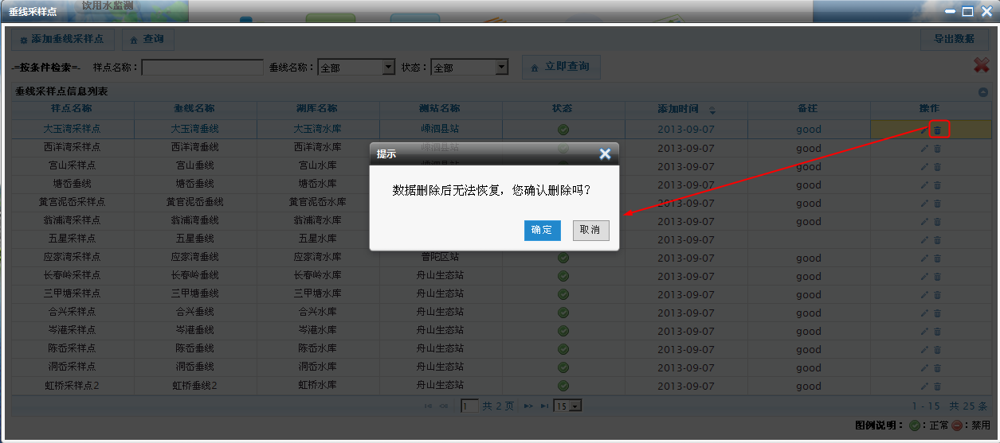 饮用水监测
垂线采样点
添加垂线采样点 查询 导出数据
-=按条件检索=- 样点名称： 垂线名称： 全部 状态： 全部 立即查询
垂线采样点信息列表
样点名称 垂线名称 湖库名称 测站名称 状态 添加时间 备注 操作
大玉湾采样点 大玉湾垂线 大玉湾水库 嵊泗县站 2013-09-07 good
西洋湾采样点 西洋湾垂线 西洋湾水库 嵊泗县站 2013-09-07 good
宫山采样点 宫山垂线 宫山水库 2013-09-07 good
塘岙垂线 塘岙垂线 塘岙水库 2013-09-07 good
黄官泥岙采样点 黄官泥岙垂线 黄官泥岙水库 2013-09-07 good
翁浦湾采样点 翁浦湾垂线 翁浦湾水库 2013-09-07 good
五星采样点 五星垂线 五星水库 2013-09-07
应家湾采样点 应家湾垂线 应家湾水库 普陀区站 2013-09-07 good
长春岭采样点 长春岭垂线 长春岭水库 舟山生态站 2013-09-07 good
三甲塘采样点 三甲塘垂线 三甲塘水库 舟山生态站 2013-09-07 good
合兴采样点 合兴垂线 合兴水库 舟山生态站 2013-09-07 good
岑港采样点 岑港垂线 岑港水库 舟山生态站 2013-09-07 good
陈岙采样点 陈岙垂线 陈岙水库 舟山生态站 2013-09-07 good
洞岙采样点 洞岙垂线 洞岙水库 舟山生态站 2013-09-07 good
虹桥采样点2 虹桥垂线2 虹桥水库 舟山生态站 2013-09-07 good
提示
数据删除后无法恢复，您确认删除吗？
确定 取消
1 共 2 页 15 1 - 15 共 25 条
图例说明： ：正常 ：禁用